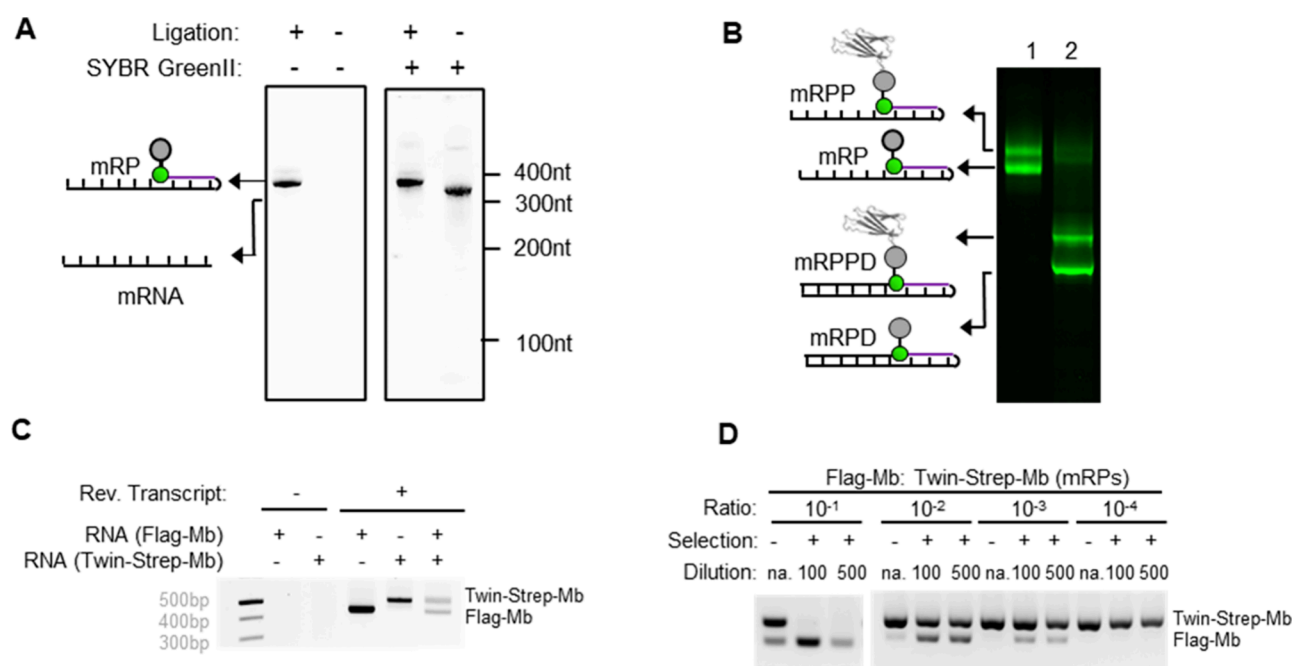 A
Ligation: + - + -
SYBR GreenII: - - + +
mRP
mRNA
400nt
300nt
200nt
100nt
B
1 2
mRPP
mRP
mRPPD
mRPD
C
Rev. Transcript: - +
RNA (Flag-Mb) + - + - +
RNA (Twin-Strep-Mb) - + - + +
500bp
400bp
300bp
Twin-Strep-Mb
Flag-Mb
D
Flag-Mb: Twin-Strep-Mb (mRPs)
Ratio: 10-1 10-2 10-3 10-4
Selection: - + + - + + - + + - + +
Dilution: na. 100 500 na. 100 500 na. 100 500 na. 100 500
Twin-Strep-Mb
Flag-Mb